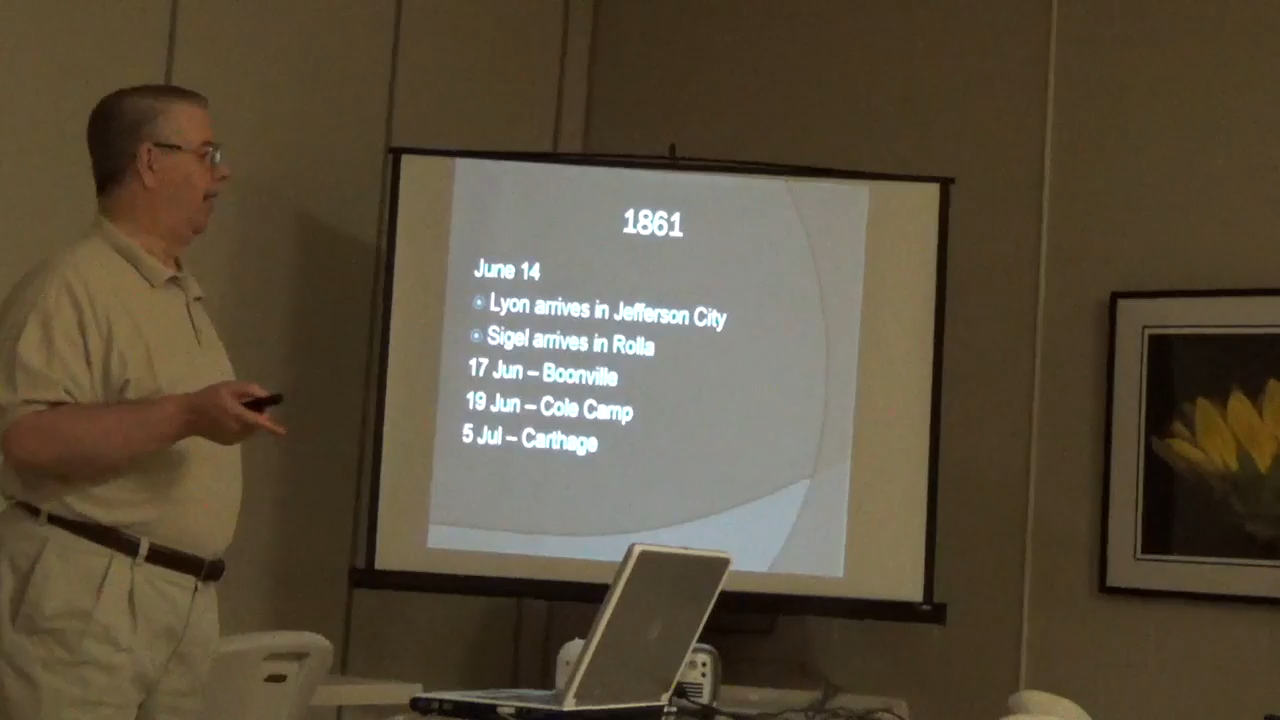 1861
June 14
Lyon arrives in Jefferson City
Sigel arrives in Rolla
17 Jun – Boonville
19 Jun – Cole Camp
5 Jul – Carthage